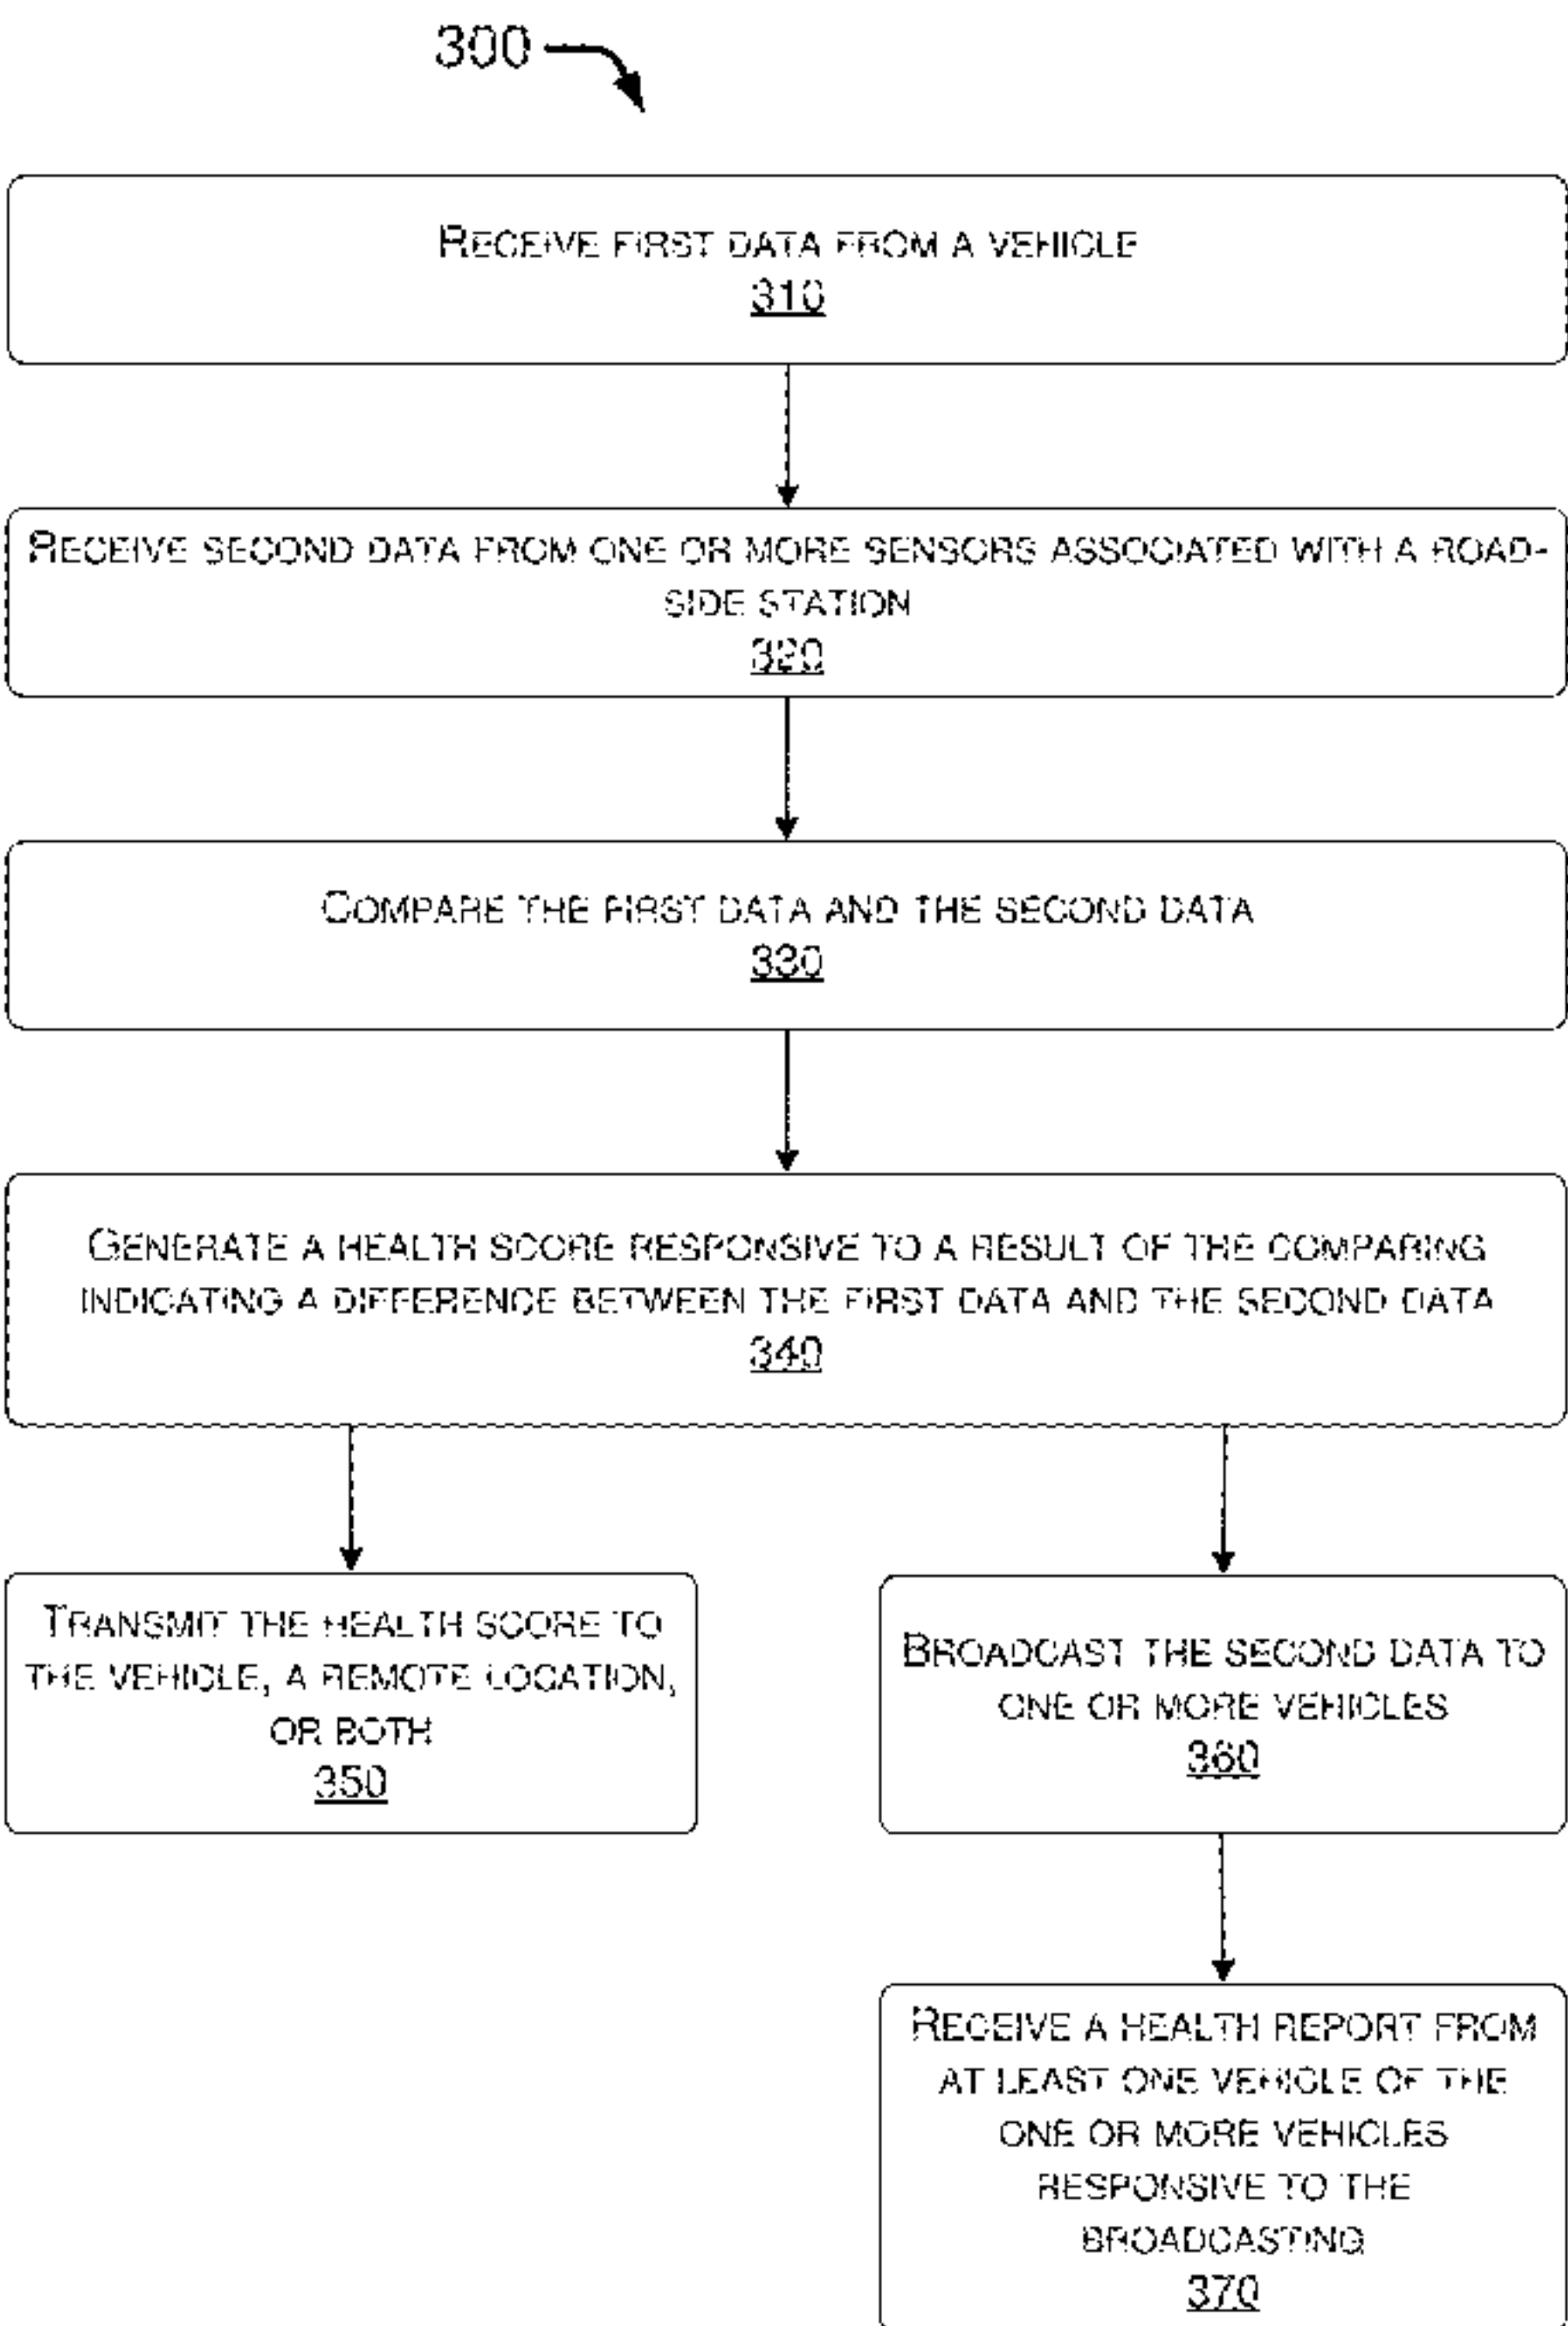 300
RECEIVE FIRST DATA FROM A VEHICLE
310
RECEIVE SECOND DATA FROM ONE OR MORE SENSORS ASSOCIATED WITH A ROAD-
SIDE STATION
320
COMPARE THE FIRST DATA AND THE SECOND DATA
330
GENERATE A HEALTH SCORE RESPONSIVE TO A RESULT OF THE COMPARING
INDICATING A DIFFERENCE BETWEEN THE FIRST DATA AND THE SECOND DATA
340
TRANSMIT THE HEALTH SCORE TO
THE VEHICLE, A REMOTE LOCATION,
OR BOTH
350
BROADCAST THE SECOND DATA TO
ONE OR MORE VEHICLES
360
RECEIVE A HEALTH REPORT FROM
AT LEAST ONE VEHICLE OF THE
ONE OR MORE VEHICLES
RESPONSIVE TO THE
BROADCASTING
370